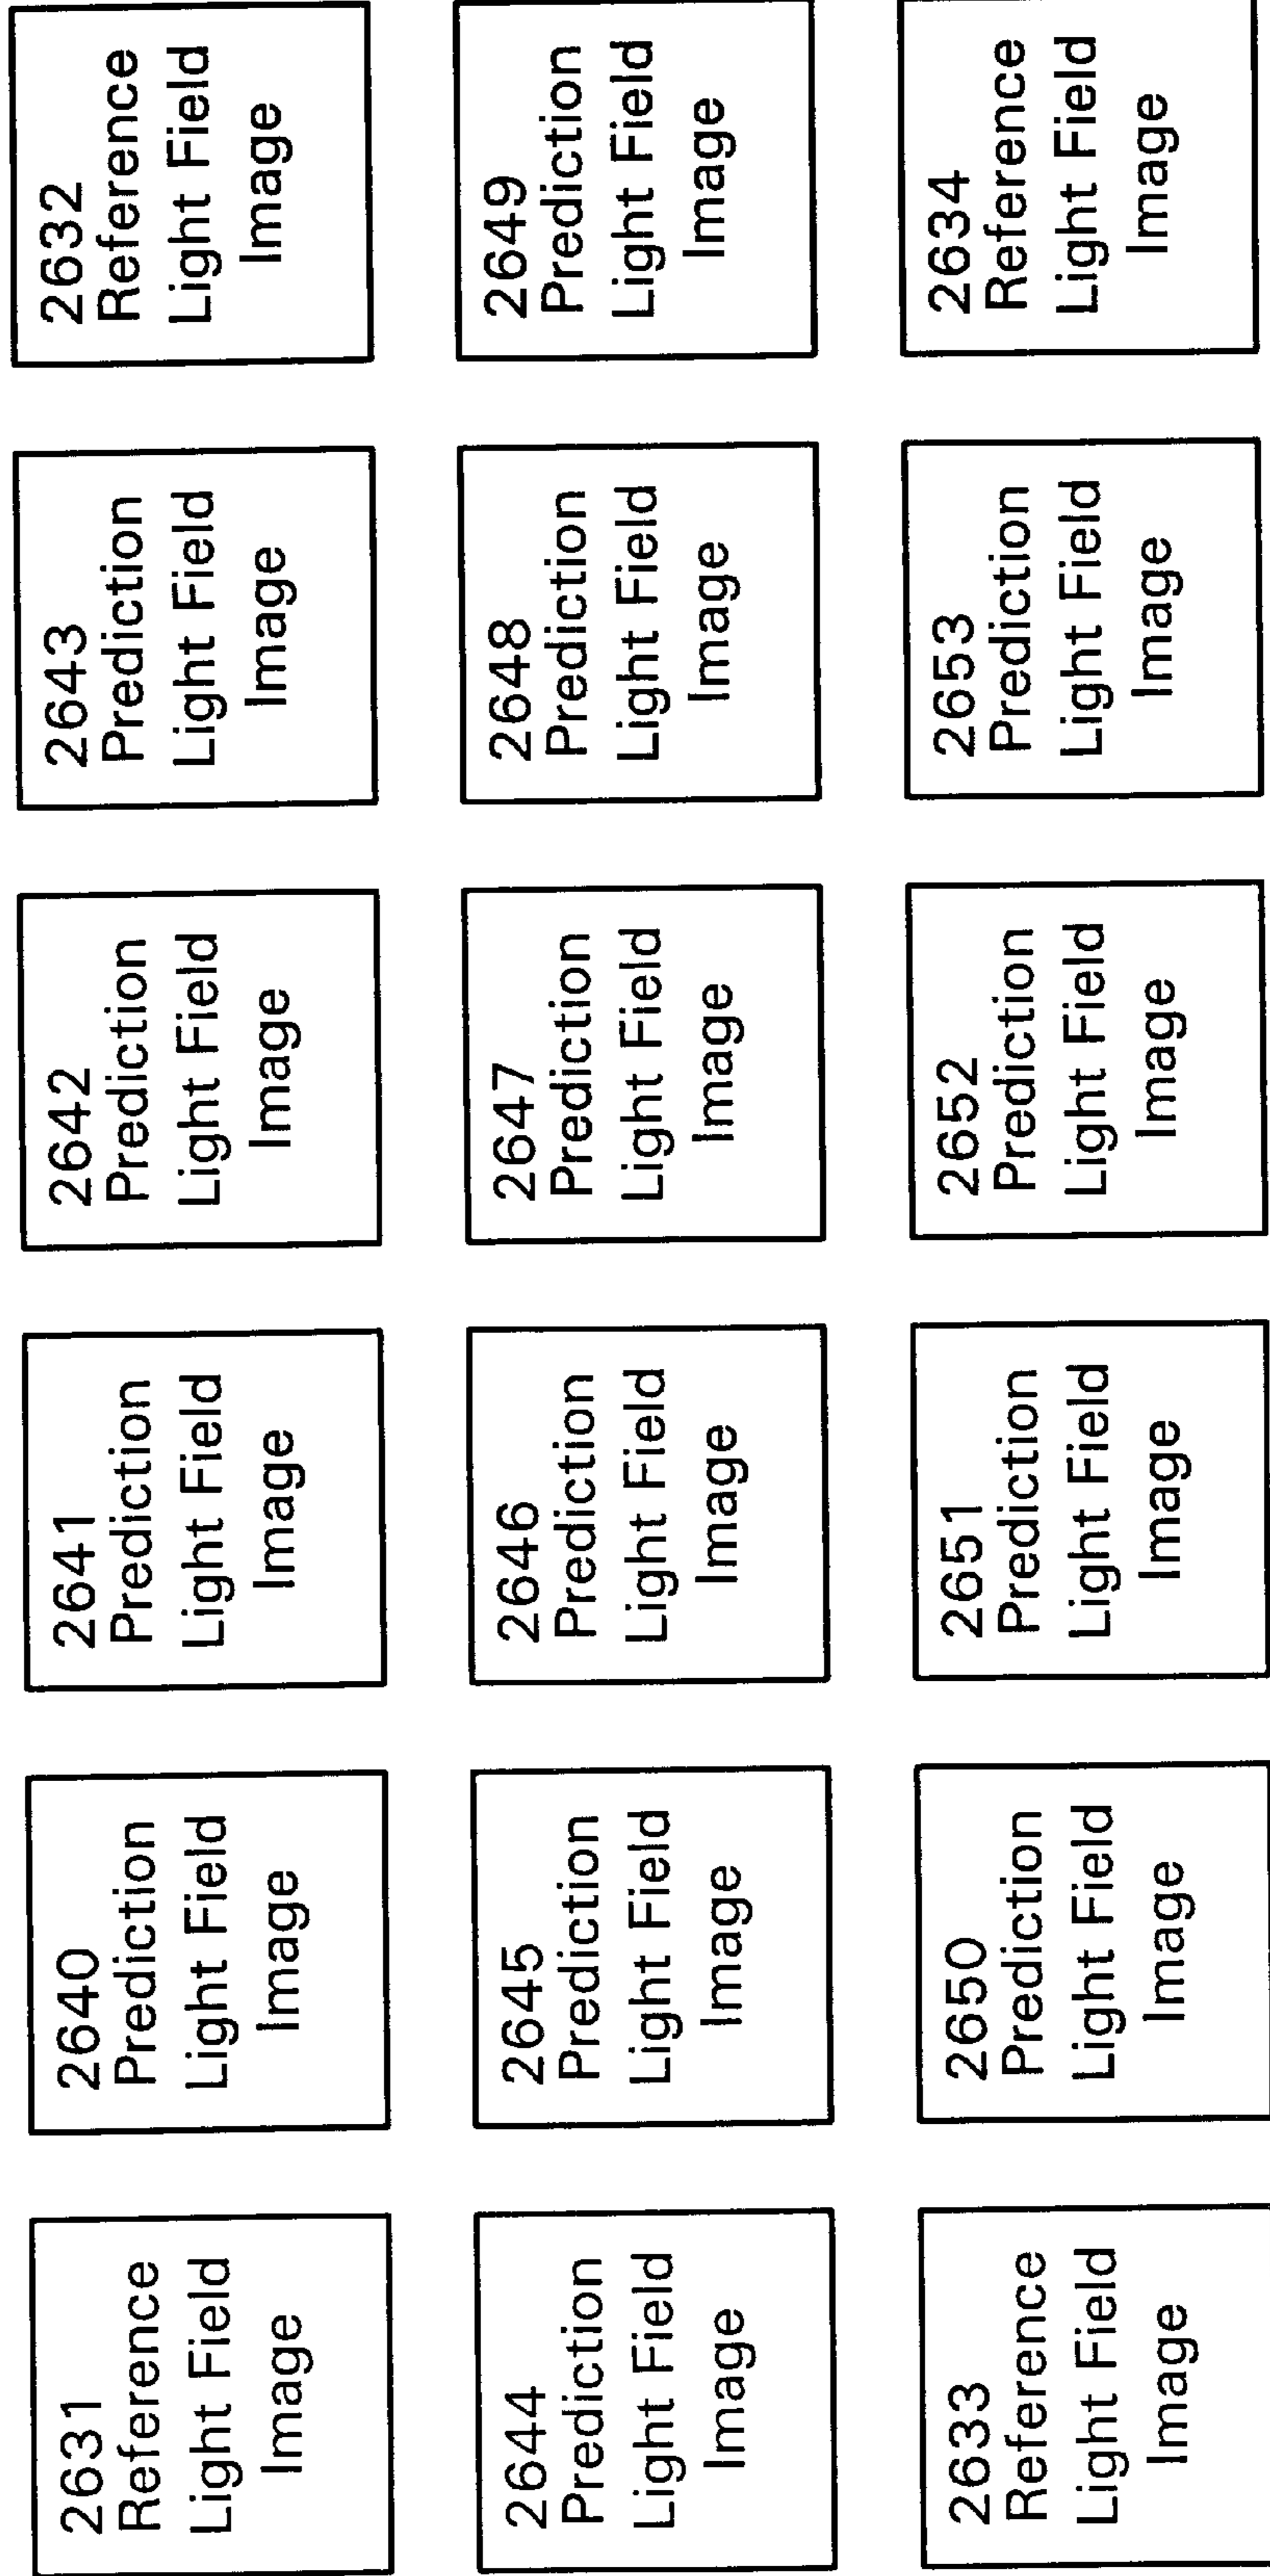 2631
Reference
Light Field
Image
2640
Prediction
Light Field
Image
2641
Prediction
Light Field
Image
2642
Prediction
Light Field
Image
2643
Prediction
Light Field
Image
2632
Reference
Light Field
Image
2644
Prediction
Light Field
Image
2645
Prediction
Light Field
Image
2646
Prediction
Light Field
Image
2647
Prediction
Light Field
Image
2648
Prediction
Light Field
Image
2649
Prediction
Light Field
Image
2633
Reference
Light Field
Image
2650
Prediction
Light Field
Image
2651
Prediction
Light Field
Image
2652
Prediction
Light Field
Image
2653
Prediction
Light Field
Image
2634
Reference
Light Field
Image